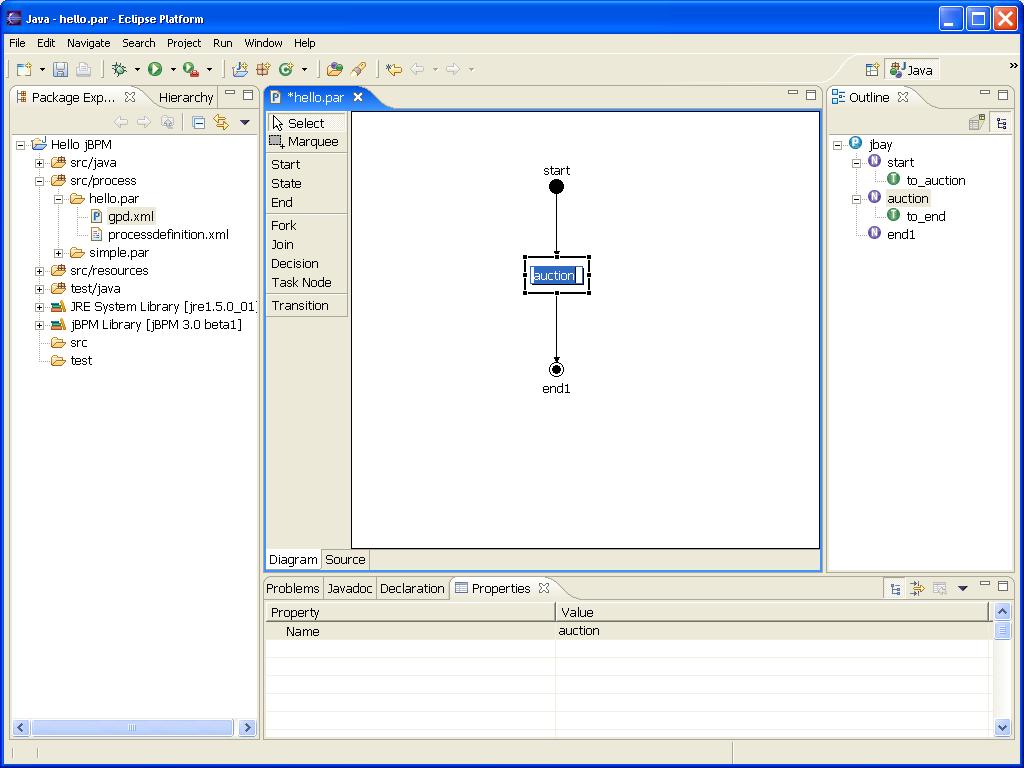 Java - hello.par - Eclipse Platform
File Edit Navigate Search Project Run Window Help
Java
»
Package Exp...
Hierarchy
Hello jBPM
src/java
src/process
hello.par
gpd.xml
processdefinition.xml
simple.par
src/resources
test/java
JRE System Library [jre1.5.0_01]
jBPM Library [jBPM 3.0 beta1]
src
test
*hello.par
Select
Marquee
Start
State
End
Fork
Join
Decision
Task Node
Transition
start
auction
end1
Diagram Source
Outline
jbay
start
to_auction
auction
to_end
end1
Problems Javadoc Declaration Properties
Property Value
Name auction